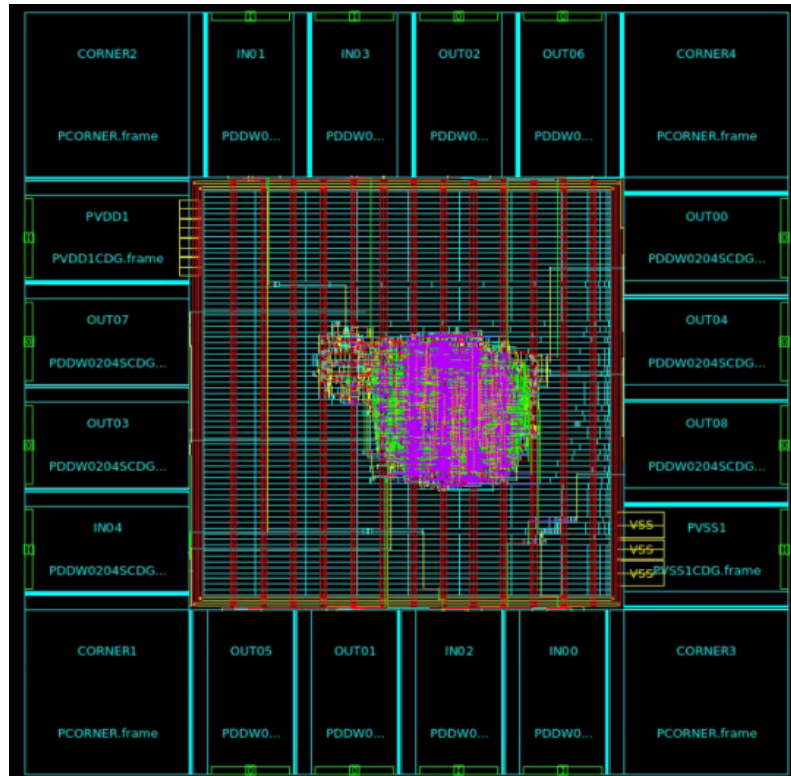 CORNER2
IN01
IN03
OUT02
OUT06
CORNER4
PCORNER.frame
PDDW0...
PDDW0...
PDDW0...
PDDW0...
PCORNER.frame
PVDD1
PVDD1CDG.frame
OUT00
PDDW0204SCDG...
OUT07
PDDW0204SCDG...
OUT04
PDDW0204SCDG...
OUT03
PDDW0204SCDG...
OUT08
PDDW0204SCDG...
IN04
PDDW0204SCDG...
VSS
VSS
VSS
PVSS1
PVSS1CDG.frame
CORNER1
OUT05
OUT01
IN02
IN00
CORNER3
PCORNER.frame
PDDW0...
PDDW0...
PDDW0...
PDDW0...
PCORNER.frame